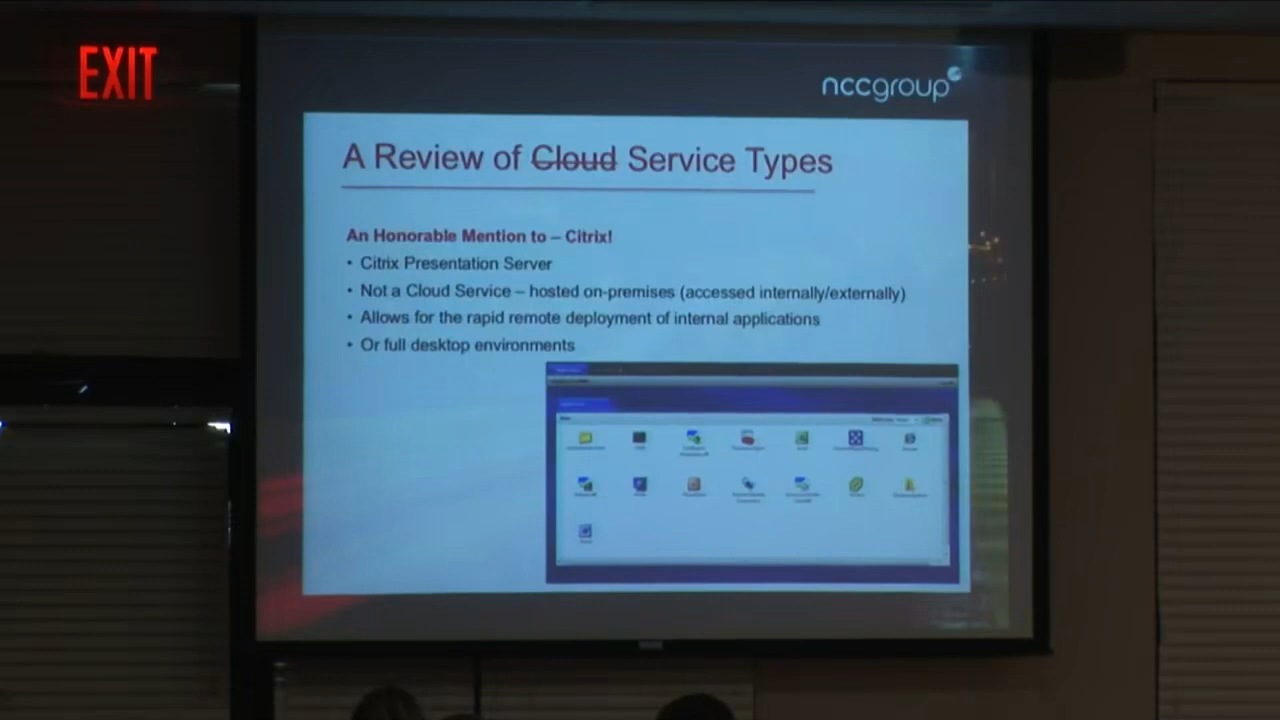 EXIT
nccgroup
A Review of Cloud Service Types
An Honorable Mention to – Citrix!
• Citrix Presentation Server
• Not a Cloud Service – hosted on-premises (accessed internally/externally)
• Allows for the rapid remote deployment of internal applications
• Or full desktop environments